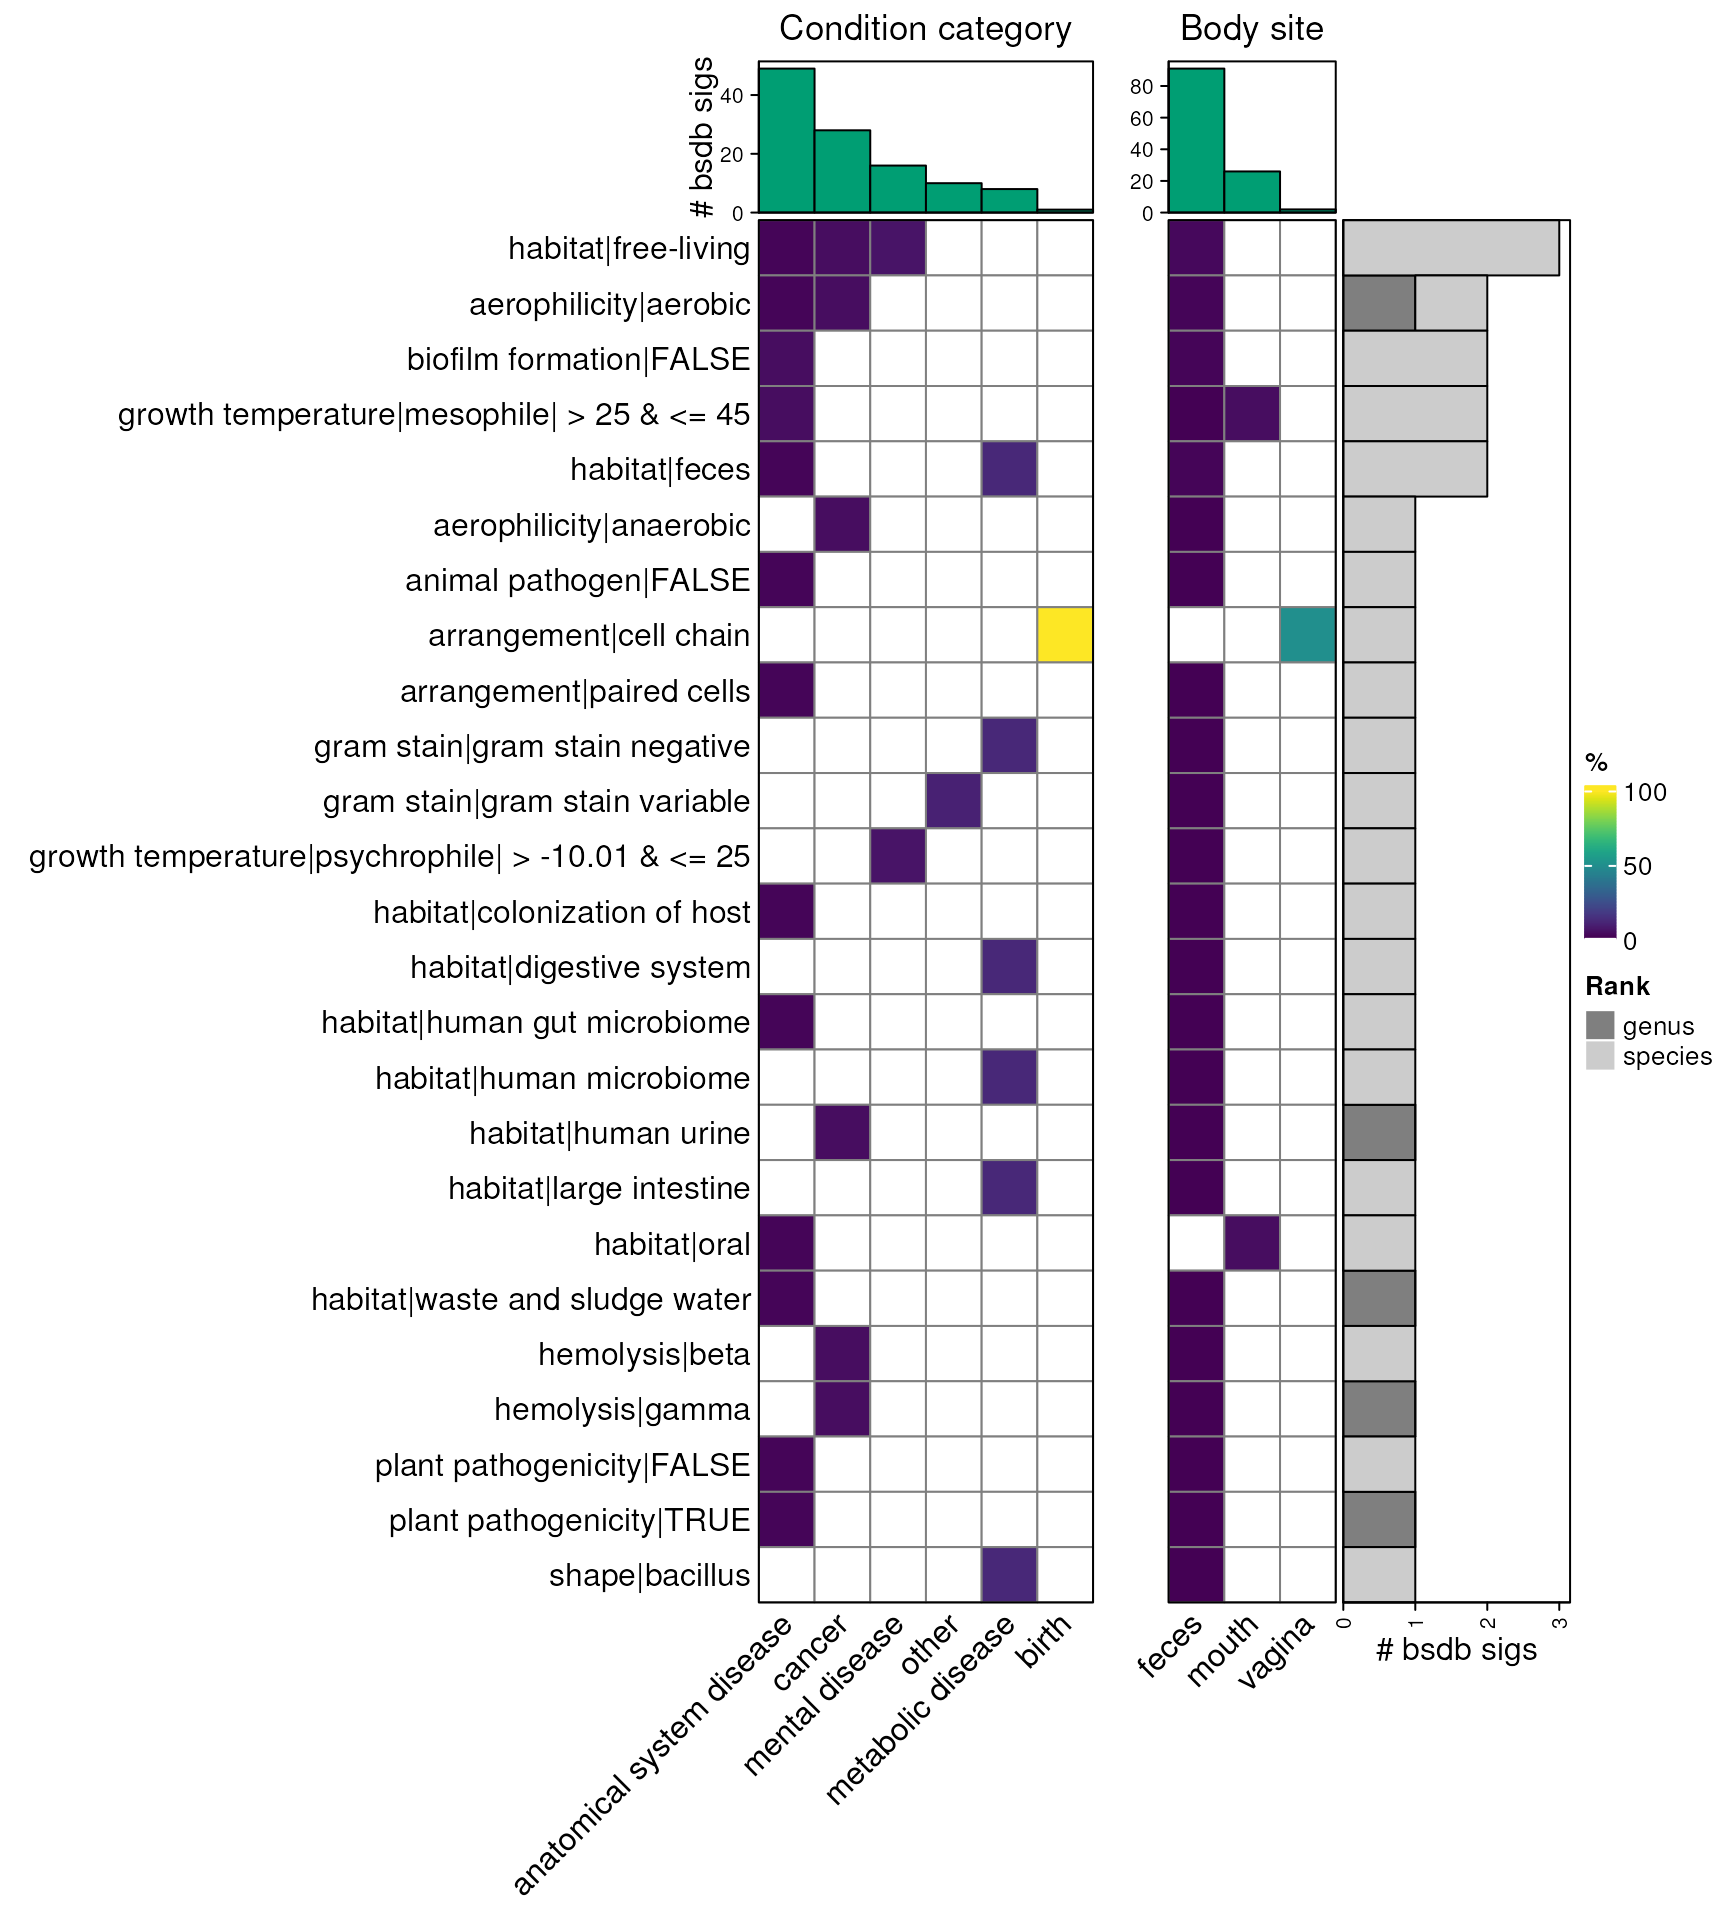 Condition category
Body site
# bsdb sigs
40
20
0
80
60
40
20
0
habitat|free-living
aerophilicity|aerobic
biofilm formation|FALSE
growth temperature|mesophile| > 25 & <= 45
habitat|feces
aerophilicity|anaerobic
animal pathogen|FALSE
arrangement|cell chain
arrangement|paired cells
gram stain|gram stain negative
gram stain|gram stain variable
growth temperature|psychrophile| > -10.01 & <= 25
habitat|colonization of host
habitat|digestive system
habitat|human gut microbiome
habitat|human microbiome
habitat|human urine
habitat|large intestine
habitat|oral
habitat|waste and sludge water
hemolysis|beta
hemolysis|gamma
plant pathogenicity|FALSE
plant pathogenicity|TRUE
shape|bacillus
anatomical system disease
cancer
mental disease
other
metabolic disease
birth
feces
mouth
vagina
0
1
2
3
# bsdb sigs
%
100
50
0
Rank
genus
species